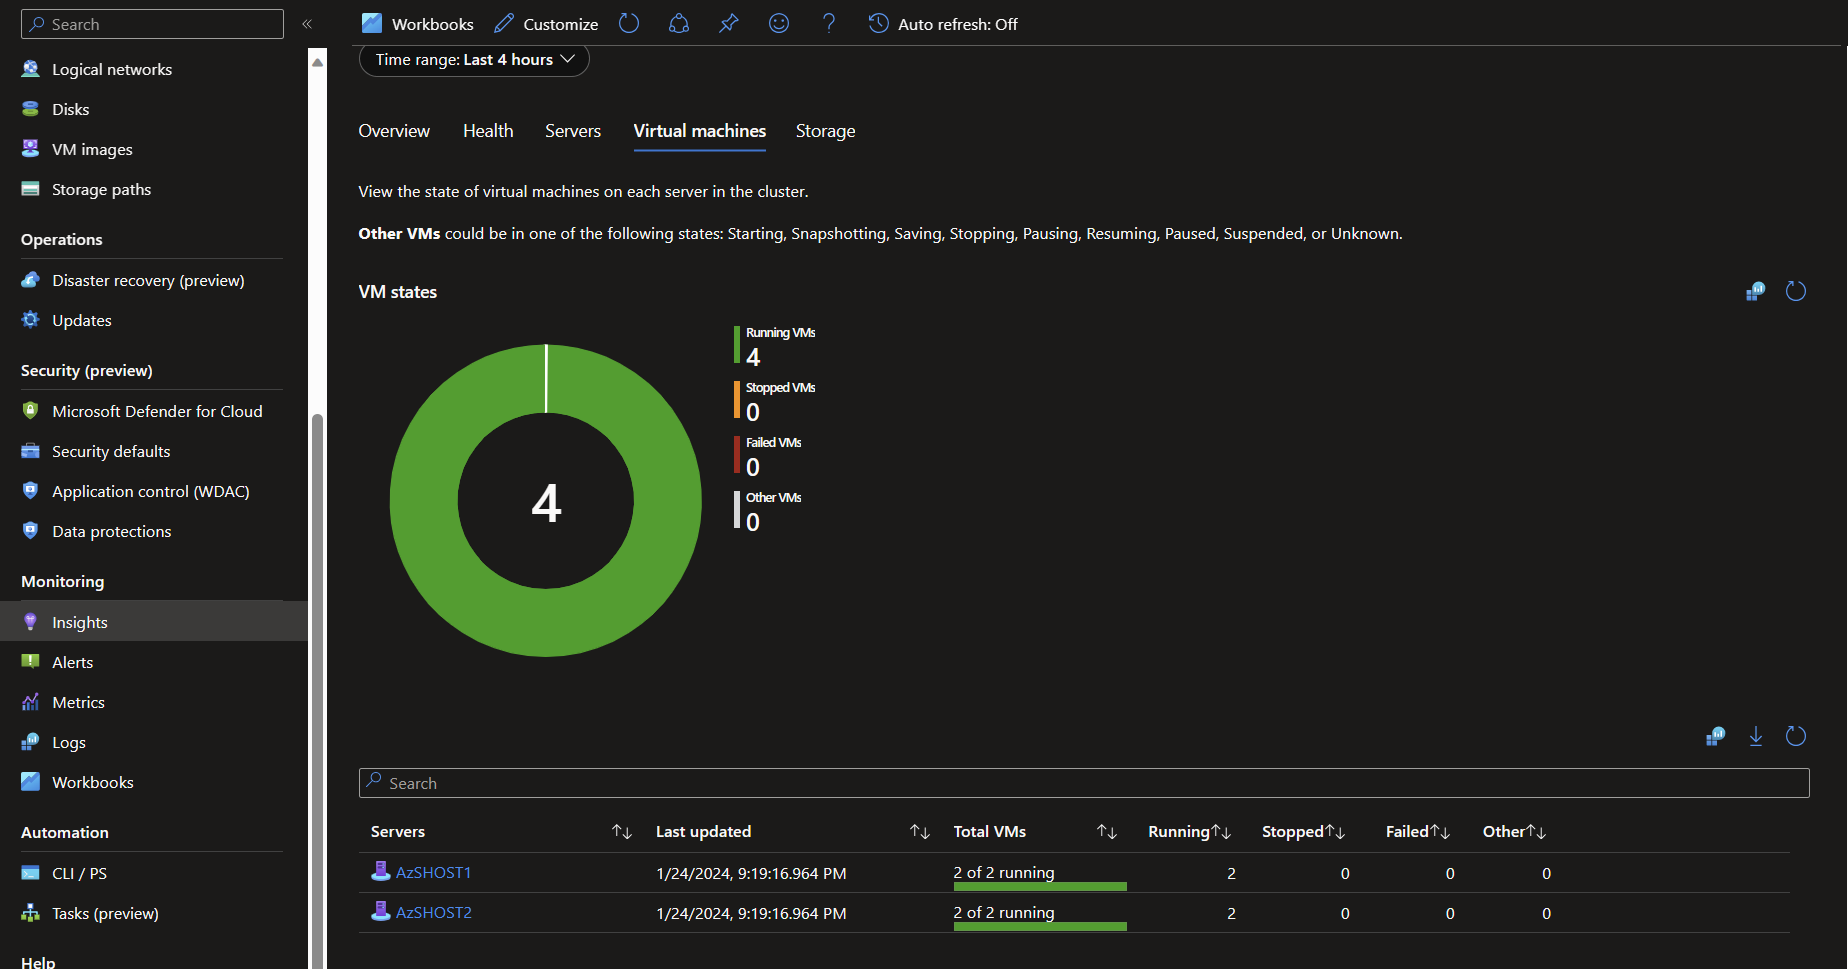 Search
Logical networks
Disks
VM images
Storage paths
Operations
Disaster recovery (preview)
Updates
Security (preview)
Microsoft Defender for Cloud
Security defaults
Application control (WDAC)
Data protections
Monitoring
Insights
Alerts
Metrics
Logs
Workbooks
Automation
CLI / PS
Tasks (preview)
Help
Workbooks Customize Auto refresh: Off
Time range: Last 4 hours
Overview Health Servers Virtual machines Storage
View the state of virtual machines on each server in the cluster.
Other VMs could be in one of the following states: Starting, Snapshotting, Saving, Stopping, Pausing, Resuming, Paused, Suspended, or Unknown.
VM states
4
Running VMs
4
Stopped VMs
0
Failed VMs
0
Other VMs
0
Search
Servers Last updated Total VMs Running Stopped Failed Other
AzSHOST1 1/24/2024, 9:19:16.964 PM 2 of 2 running 2 0 0 0
AzSHOST2 1/24/2024, 9:19:16.964 PM 2 of 2 running 2 0 0 0